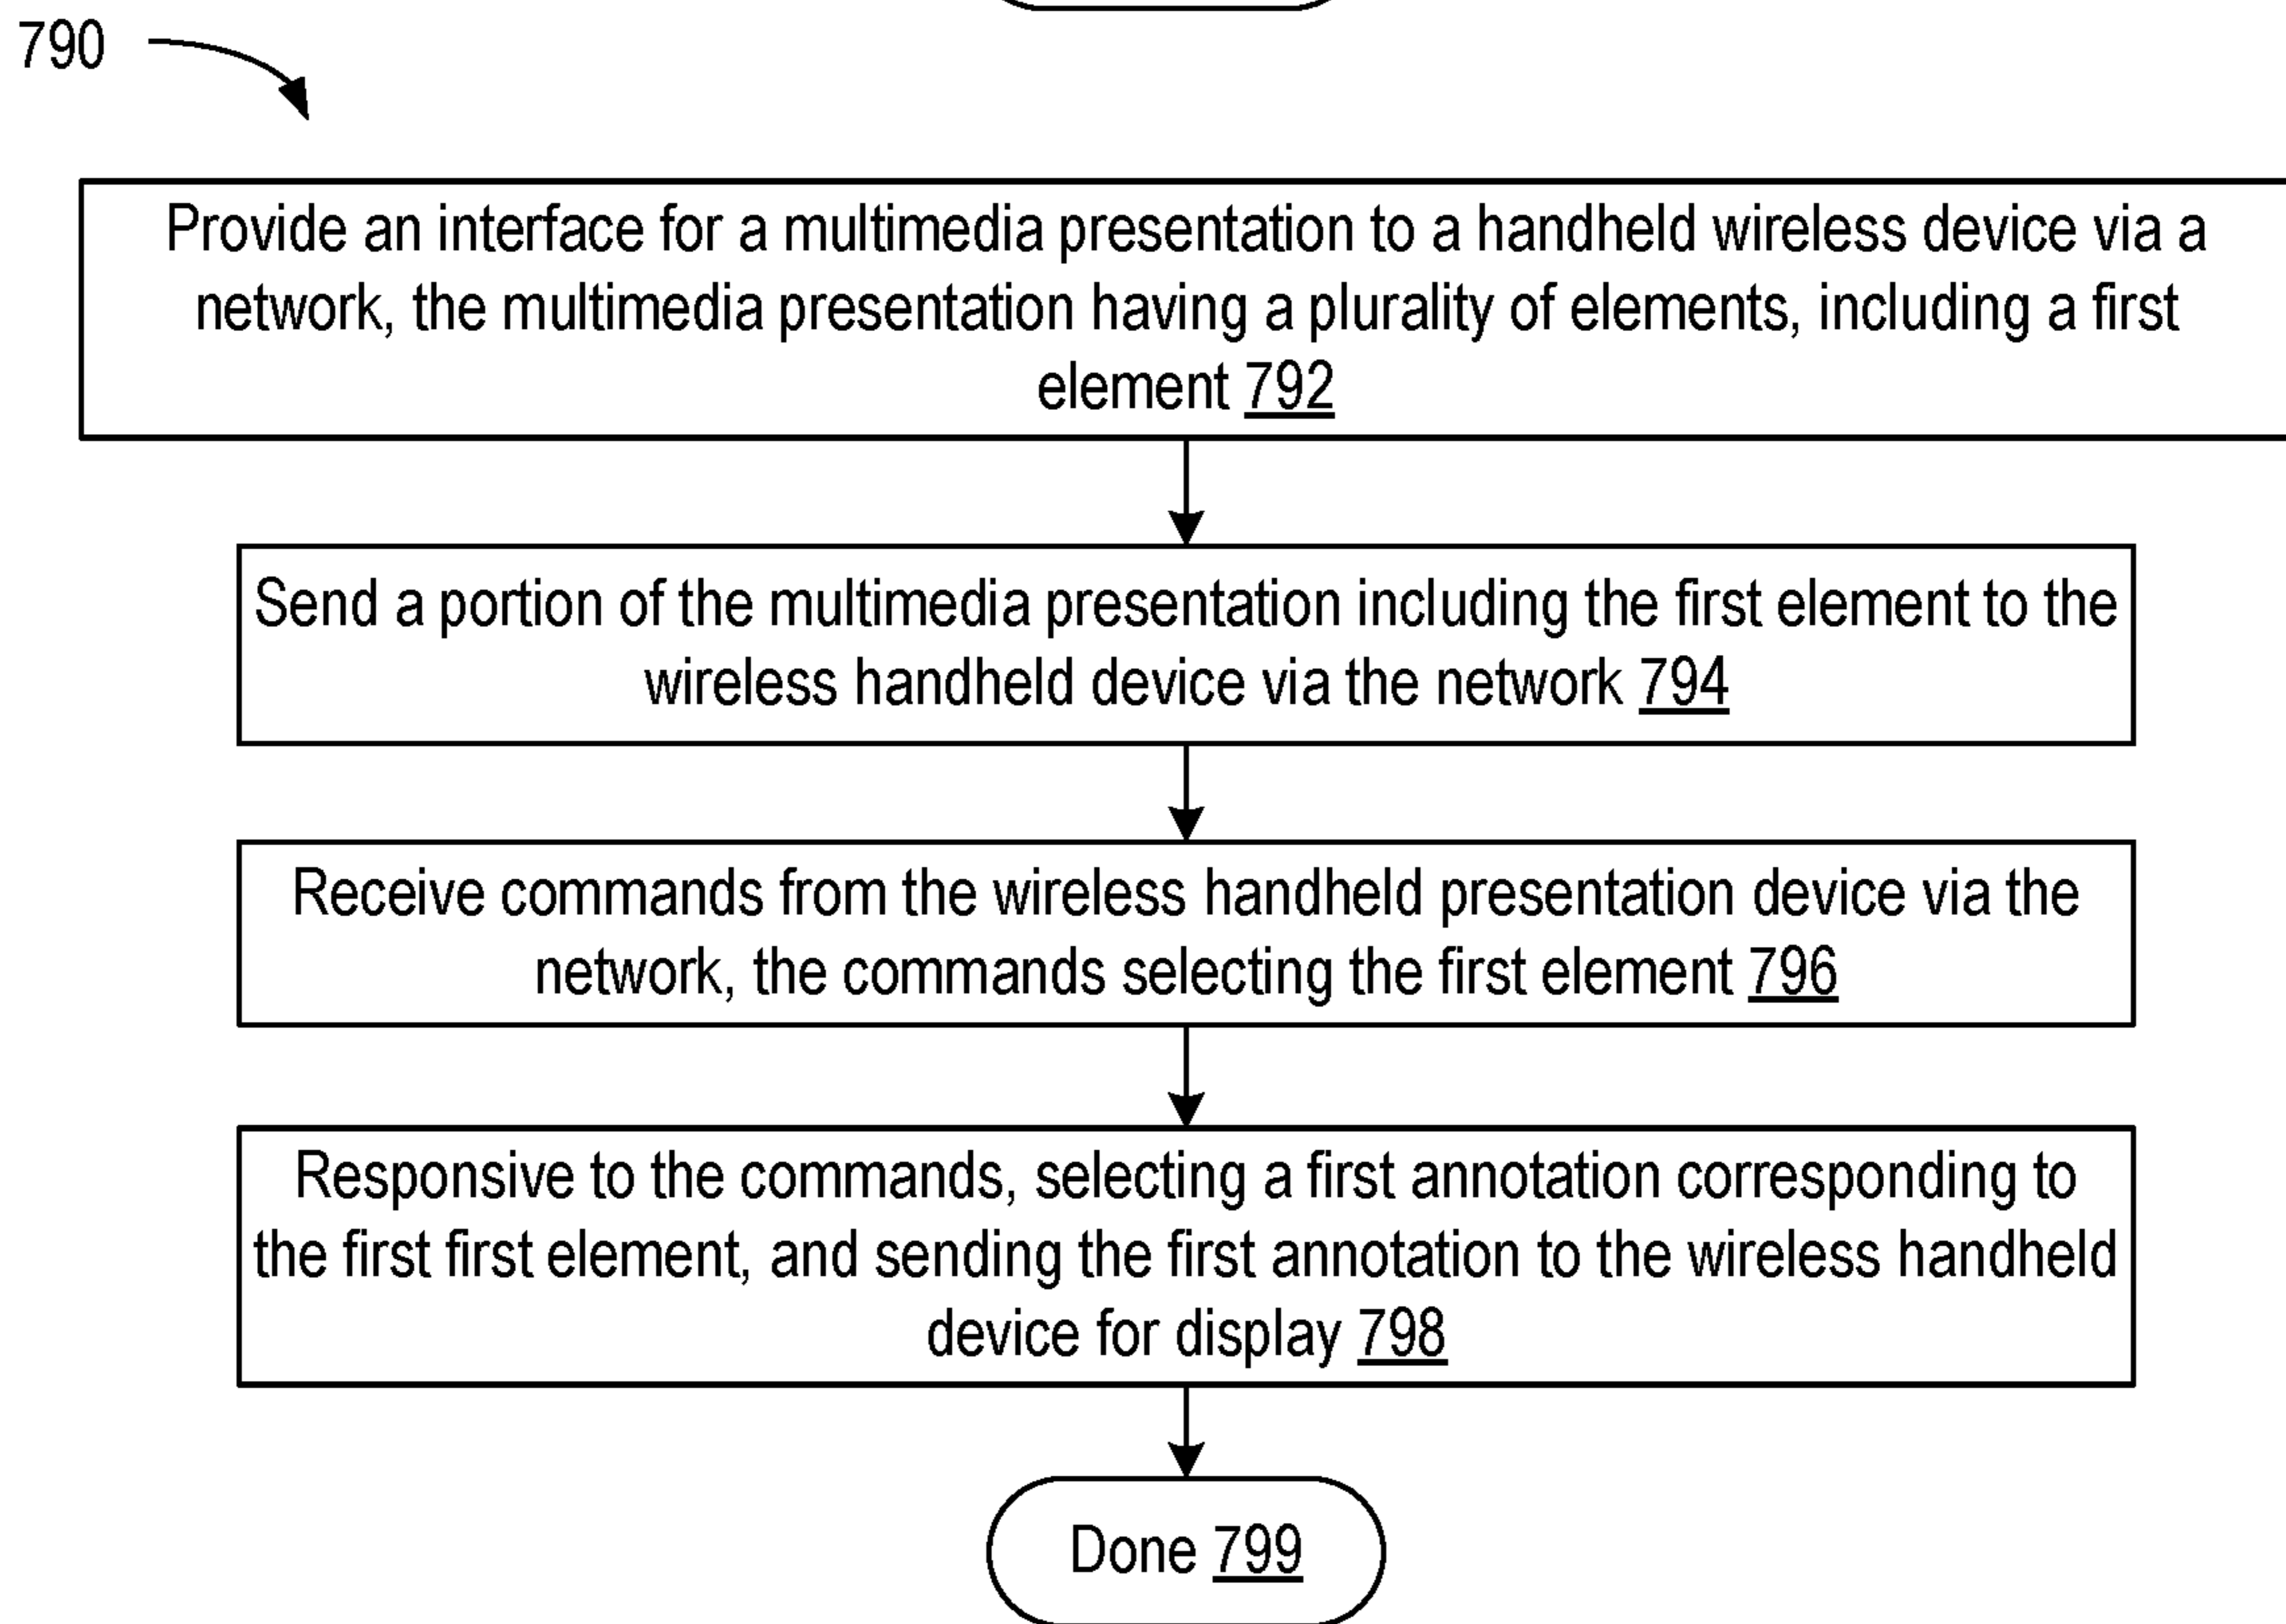 790
Provide an interface for a multimedia presentation to a handheld wireless device via a
network, the multimedia presentation having a plurality of elements, including a first
element 792
Send a portion of the multimedia presentation including the first element to the
wireless handheld device via the network 794
Receive commands from the wireless handheld presentation device via the
network, the commands selecting the first element 796
Responsive to the commands, selecting a first annotation corresponding to
the first first element, and sending the first annotation to the wireless handheld
device for display 798
Done 799